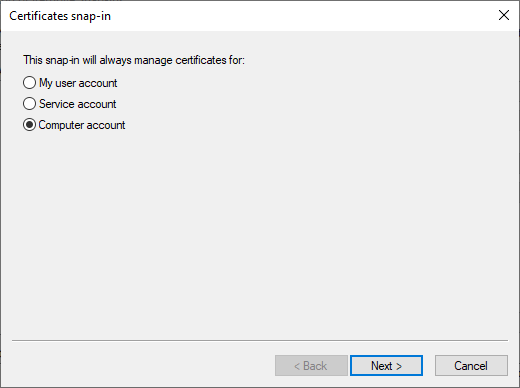 Certificates snap-in
This snap-in will always manage certificates for:
My user account
Service account
Computer account
< Back
Next >
Cancel